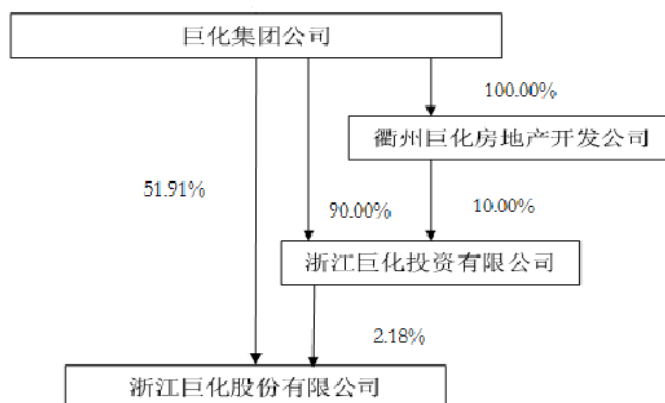 巨化集团公司
100.00%
衢州巨化房地产开发公司
51.91%
90.00%
10.00%
浙江巨化投资有限公司
2.18%
浙江巨化股份有限公司